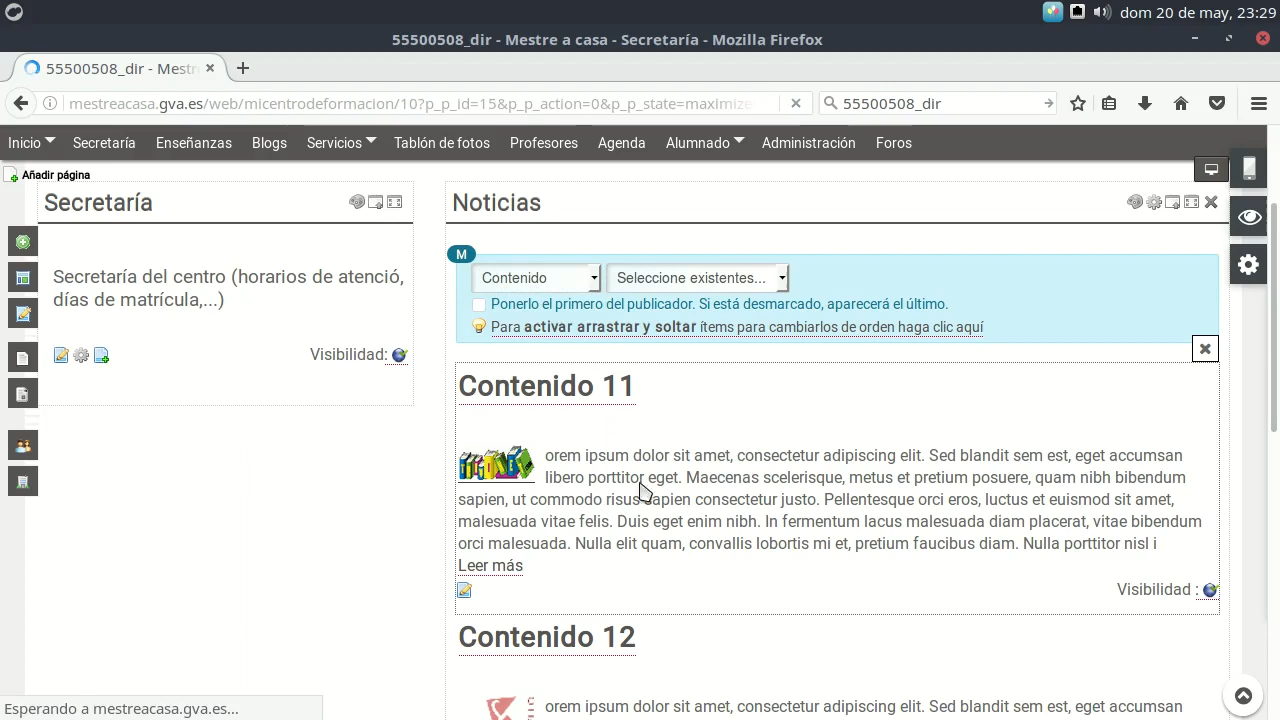 dom 20 de may, 23:29
55500508_dir - Mestre a casa - Secretaría - Mozilla Firefox
55500508_dir - Mestr
mestreacasa.gva.es/web/micentrodeformacion/10?p_p_id=15&p_p_action=0&p_p_state=maximize
55500508_dir
Inicio Secretaría Enseñanzas Blogs Servicios Tablón de fotos Profesores Agenda Alumnado Administración Foros
Añadir página
Secretaría
Secretaría del centro (horarios de atenció,
días de matrícula,...)
Visibilidad:
Noticias
M
Contenido Seleccione existentes...
Ponerlo el primero del publicador. Si está desmarcado, aparecerá el último.
Para activar arrastrar y soltar ítems para cambiarlos de orden haga clic aquí
Contenido 11
orem ipsum dolor sit amet, consectetur adipiscing elit. Sed blandit sem est, eget accumsan
libero porttitor eget. Maecenas scelerisque, metus et pretium posuere, quam nibh bibendum
sapien, ut commodo risus sapien consectetur justo. Pellentesque orci eros, luctus et euismod sit amet,
malesuada vitae felis. Duis eget enim nibh. In fermentum lacus malesuada diam placerat, vitae bibendum
orci malesuada. Nulla elit quam, convallis lobortis mi et, pretium faucibus diam. Nulla porttitor nisl i
Leer más
Visibilidad :
Contenido 12
orem ipsum dolor sit amet, consectetur adipiscing elit. Sed blandit sem est, eget accumsan
Esperando a mestreacasa.gva.es...